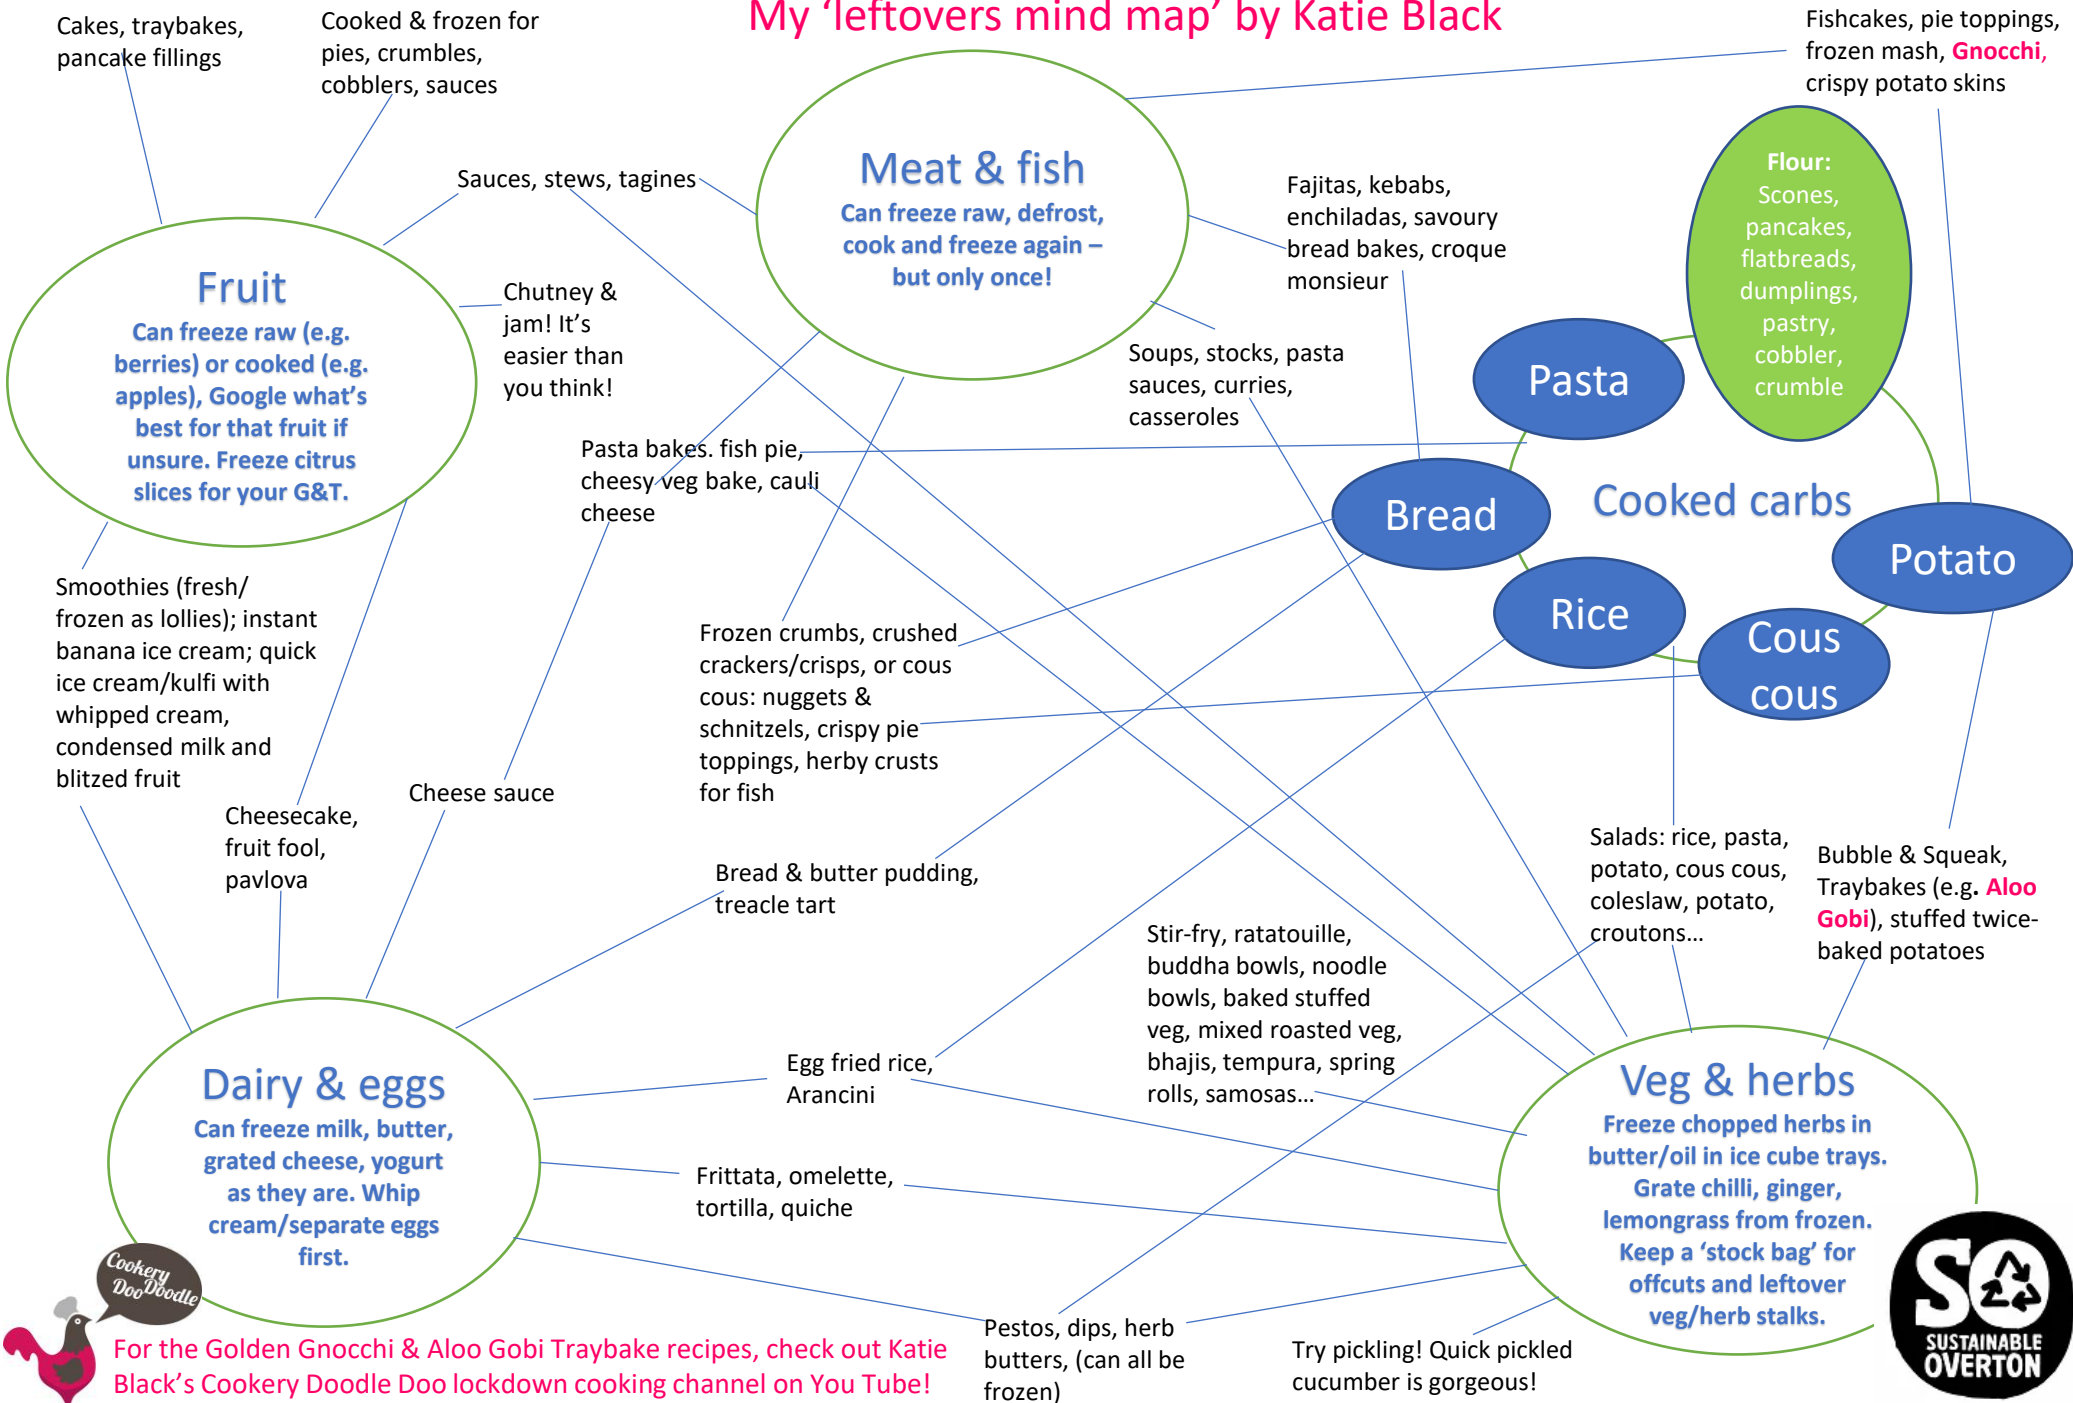 My ‘leftovers mind map’ by Katie Black
Cakes, traybakes,
pancake fillings
Cooked & frozen for
pies, crumbles,
cobblers, sauces
Fishcakes, pie toppings,
frozen mash, Gnocchi,
crispy potato skins
Sauces, stews, tagines
Meat & fish
Can freeze raw, defrost,
cook and freeze again –
but only once!
Fajitas, kebabs,
enchiladas, savoury
bread bakes, croque
monsieur
Flour:
Scones,
pancakes,
flatbreads,
dumplings,
pastry,
cobbler,
crumble
Fruit
Can freeze raw (e.g.
berries) or cooked (e.g.
apples), Google what’s
best for that fruit if
unsure. Freeze citrus
slices for your G&T.
Chutney &
jam! It’s
easier than
you think!
Soups, stocks, pasta
sauces, curries,
casseroles
Pasta
Pasta bakes. fish pie,
cheesy veg bake, cauli
cheese
Bread
Cooked carbs
Potato
Rice
Cous
cous
Smoothies (fresh/
frozen as lollies); instant
banana ice cream; quick
ice cream/kulfi with
whipped cream,
condensed milk and
blitzed fruit
Frozen crumbs, crushed
crackers/crisps, or cous
cous: nuggets &
schnitzels, crispy pie
toppings, herby crusts
for fish
Cheesecake,
fruit fool,
pavlova
Cheese sauce
Bread & butter pudding,
treacle tart
Salads: rice, pasta,
potato, cous cous,
coleslaw, potato,
croutons…
Bubble & Squeak,
Traybakes (e.g. Aloo
Gobi), stuffed twice-
baked potatoes
Stir-fry, ratatouille,
buddha bowls, noodle
bowls, baked stuffed
veg, mixed roasted veg,
bhajis, tempura, spring
rolls, samosas…
Egg fried rice,
Arancini
Dairy & eggs
Can freeze milk, butter,
grated cheese, yogurt
as they are. Whip
cream/separate eggs
first.
Frittata, omelette,
tortilla, quiche
Veg & herbs
Freeze chopped herbs in
butter/oil in ice cube trays.
Grate chilli, ginger,
lemongrass from frozen.
Keep a ‘stock bag’ for
offcuts and leftover
veg/herb stalks.
Pestos, dips, herb
butters, (can all be
frozen)
Try pickling! Quick pickled
cucumber is gorgeous!
Cookery
Doo Doodle
For the Golden Gnocchi & Aloo Gobi Traybake recipes, check out Katie
Black’s Cookery Doodle Doo lockdown cooking channel on You Tube!
SO
SUSTAINABLE
OVERTON